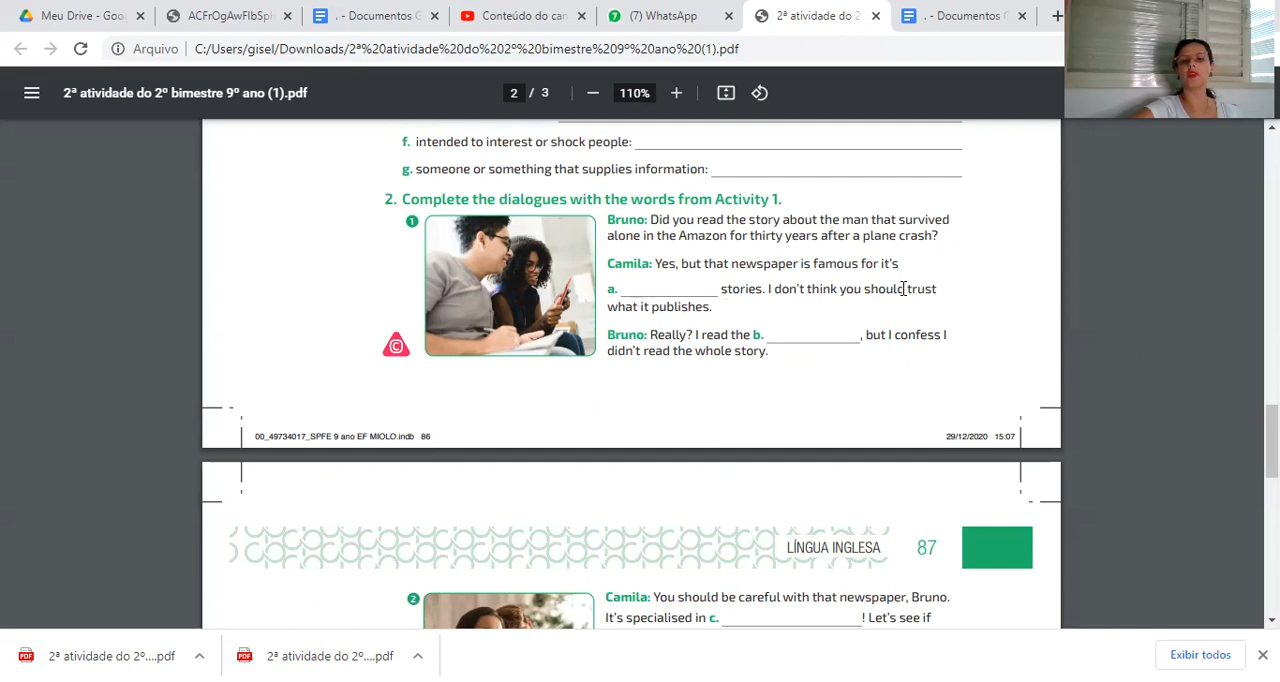 Meu Drive - Goo
ACFrOgAwFlbSpl
. - Documentos G
Conteúdo do can
(7) WhatsApp
2ª atividade do 2
. - Documentos G
Arquivo
C:/Users/gisel/Downloads/2ª%20atividade%20do%202º%20bimestre%209º%20ano%20(1).pdf
2ª atividade do 2º bimestre 9º ano (1).pdf
2 / 3
110%
f. intended to interest or shock people:
g. someone or something that supplies information:
2. Complete the dialogues with the words from Activity 1.
1
Bruno: Did you read the story about the man that survived
alone in the Amazon for thirty years after a plane crash?
Camila: Yes, but that newspaper is famous for it's
a. ____________ stories. I don't think you should trust
what it publishes.
Bruno: Really? I read the b. ____________, but I confess I
didn't read the whole story.
©
00_49734017_SPFE 9 ano EF MIOLO.indb 86
29/12/2020 15:07
LÍNGUA INGLESA 87
2
Camila: You should be careful with that newspaper, Bruno.
It's specialised in c. ____________! Let's see if
2ª atividade do 2º....pdf
2ª atividade do 2º....pdf
Exibir todos